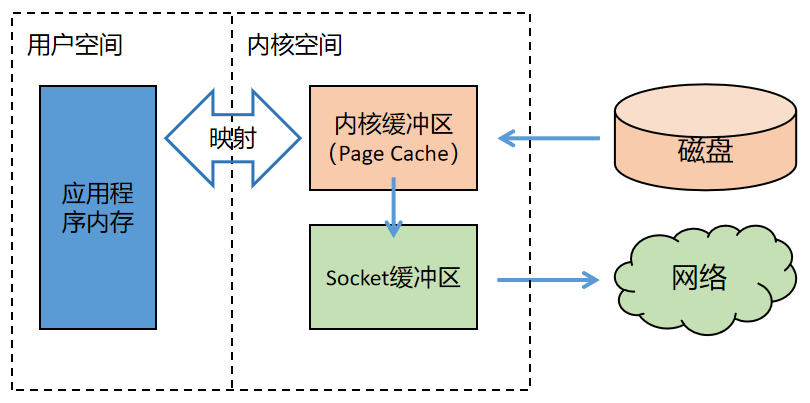 用户空间
内核空间
应用程
序内存
映射
内核缓冲区
（Page Cache）
磁盘
Socket缓冲区
网络